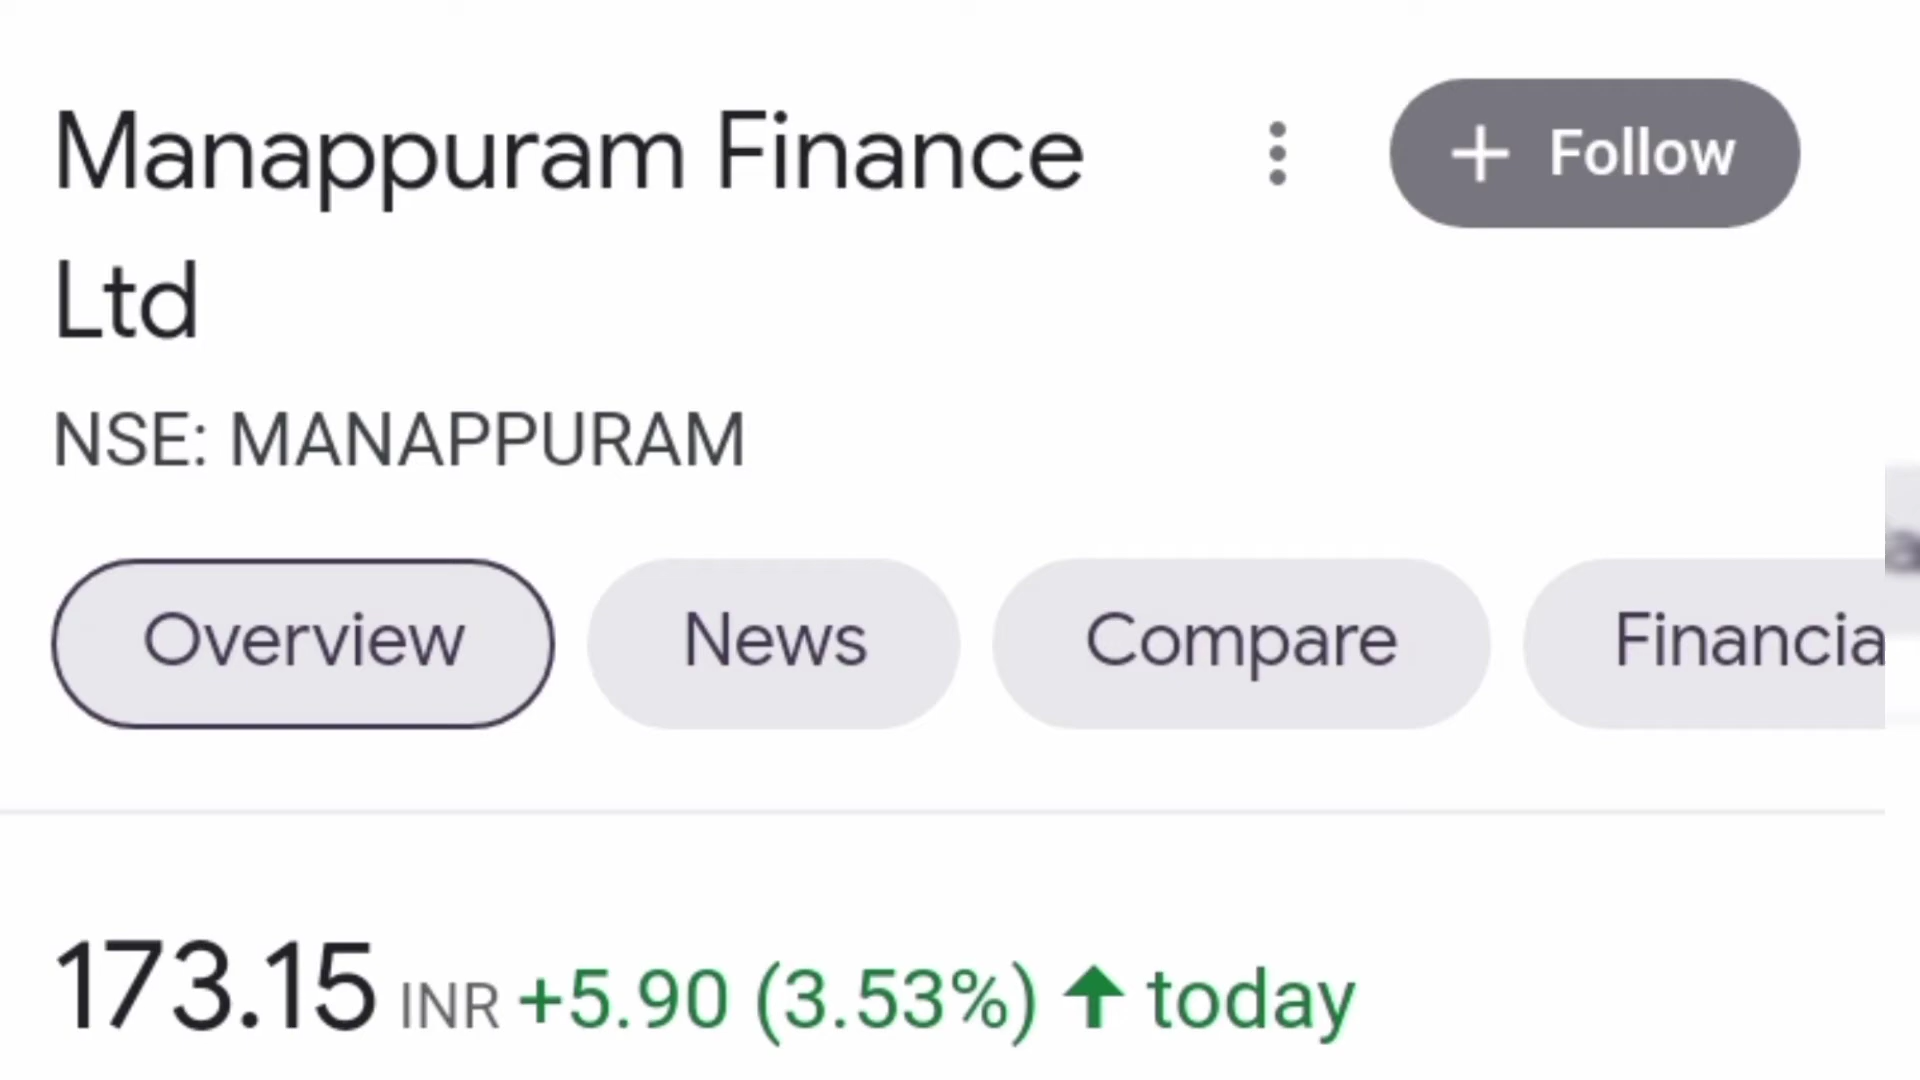 Manappuram Finance
Ltd
+ Follow
NSE: MANAPPURAM
Overview
News
Compare
Financia
173.15 INR +5.90 (3.53%) ↑ today